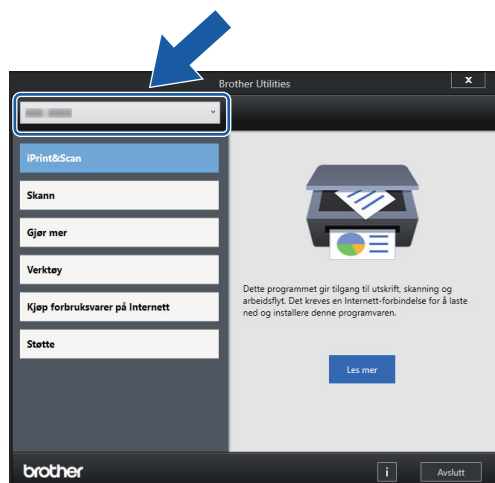 Brother Utilities
x
iPrint&Scan
Skann
Gjør mer
Verktøy
Kjøp forbruksvarer på Internett
Støtte
Dette programmet gir tilgang til utskrift, skanning og
arbeidsflyt. Det kreves en Internett-forbindelse for å laste
ned og installere denne programvaren.
Les mer
brother
i
Avslutt